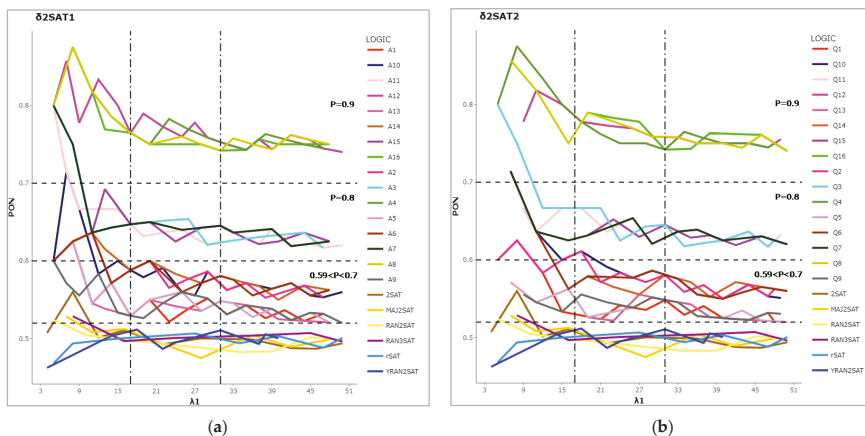 δ2SAT1
PON
0.8
0.7
0.6
0.5
P=0.9
P=0.8
0.59<P<0.7
3
9
15
21
27
33
39
45
51
λ1
LOGIC
A1
A10
A11
A12
A13
A14
A15
A16
A2
A3
A4
A5
A6
A7
A8
A9
2SAT
MAJ2SAT
RAN2SAT
RAN3SAT
rSAT
YRAN2SAT
(a)
δ2SAT2
PON
0.8
0.7
0.6
0.5
P=0.9
P=0.8
0.59<P<0.7
3
9
15
21
27
33
39
45
51
λ1
LOGIC
Q1
Q10
Q11
Q12
Q13
Q14
Q15
Q16
Q2
Q3
Q4
Q5
Q6
Q7
Q8
Q9
2SAT
MAJ2SAT
RAN2SAT
RAN3SAT
rSAT
YRAN2SAT
(b)